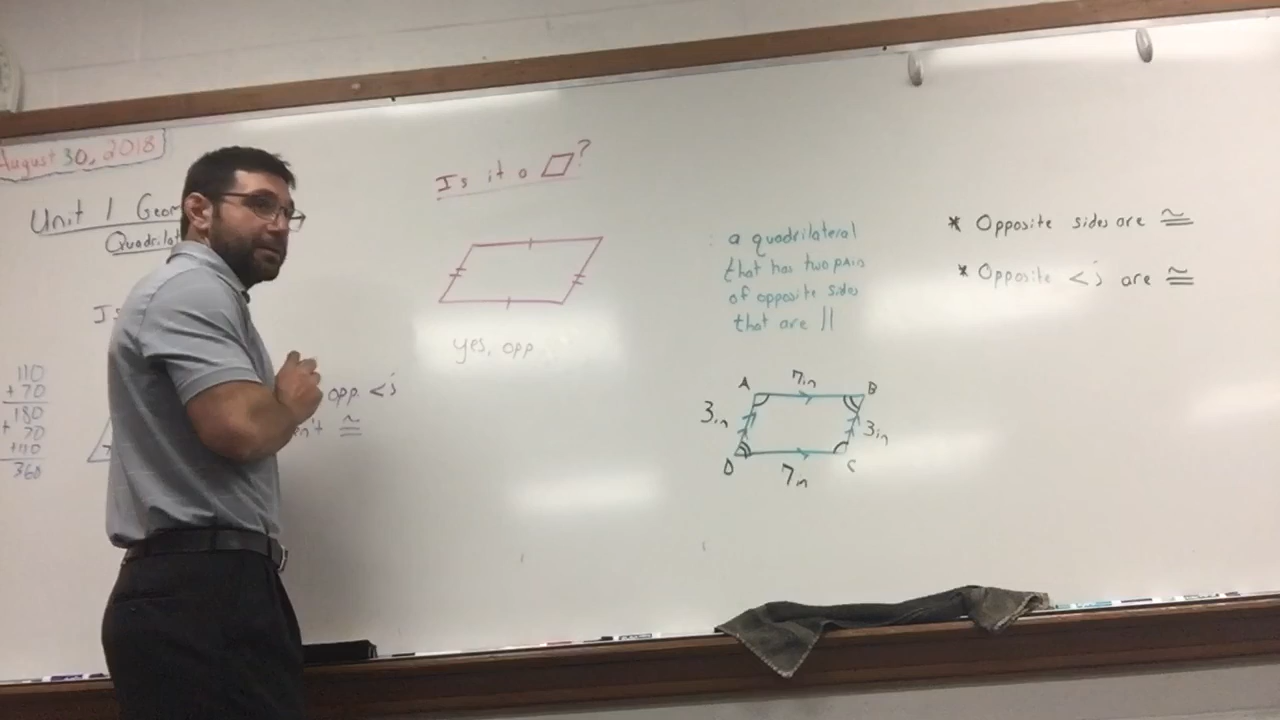 August 30, 2018
Unit 1 Geom
Quadrilat
Is
110
+ 70
180
+ 70
+110
360
opp. <s
n't ≅
Is it a ▱?
yes, opp
a quadrilateral
that has two pairs
of opposite sides
that are ||
A 7in B
3in 3in
D 7in C
* Opposite sides are ≅
* Opposite <s are ≅